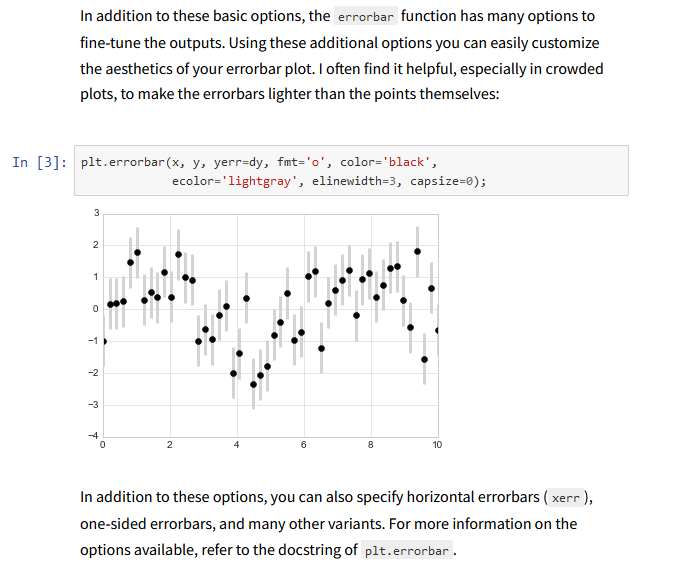 In addition to these basic options, the errorbar function has many options to
fine-tune the outputs. Using these additional options you can easily customize
the aesthetics of your errorbar plot. I often find it helpful, especially in crowded
plots, to make the errorbars lighter than the points themselves:
In [3]: plt.errorbar(x, y, yerr=dy, fmt='o', color='black',
ecolor='lightgray', elinewidth=3, capsize=0);
3
2
1
0
−1
−2
−3
−4
0 2 4 6 8 10
In addition to these options, you can also specify horizontal errorbars ( xerr ),
one-sided errorbars, and many other variants. For more information on the
options available, refer to the docstring of plt.errorbar .